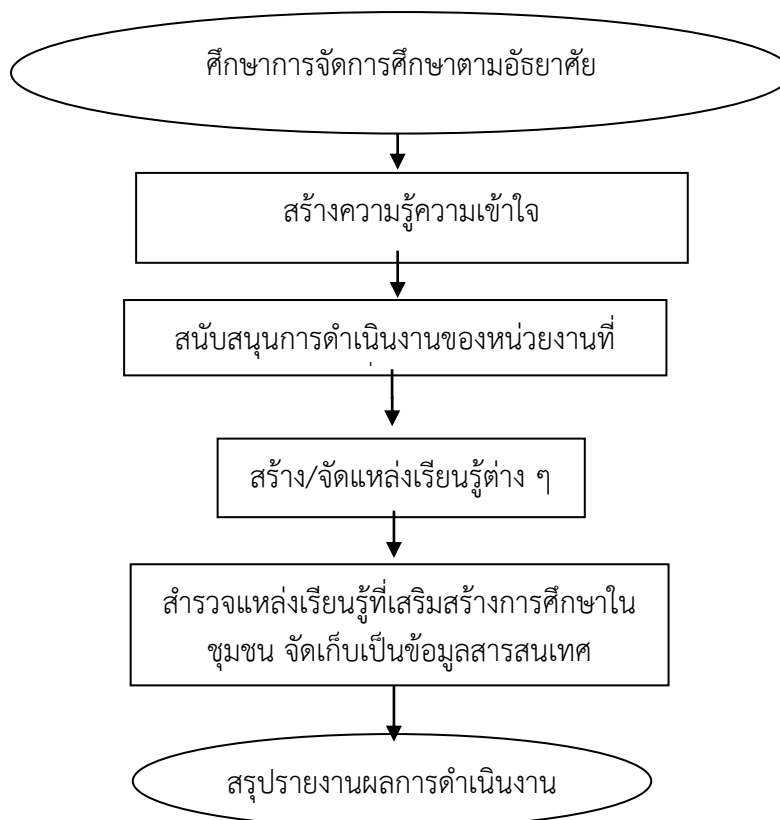 ศึกษาการจัดการศึกษาตามอัธยาศัย
สร้างความรู้ความเข้าใจ
สนับสนุนการดำเนินงานของหน่วยงานที่
สร้าง/จัดแหล่งเรียนรู้ต่าง ๆ
สำรวจแหล่งเรียนรู้ที่เสริมสร้างการศึกษาใน
ชุมชน จัดเก็บเป็นข้อมูลสารสนเทศ
สรุปรายงานผลการดำเนินงาน